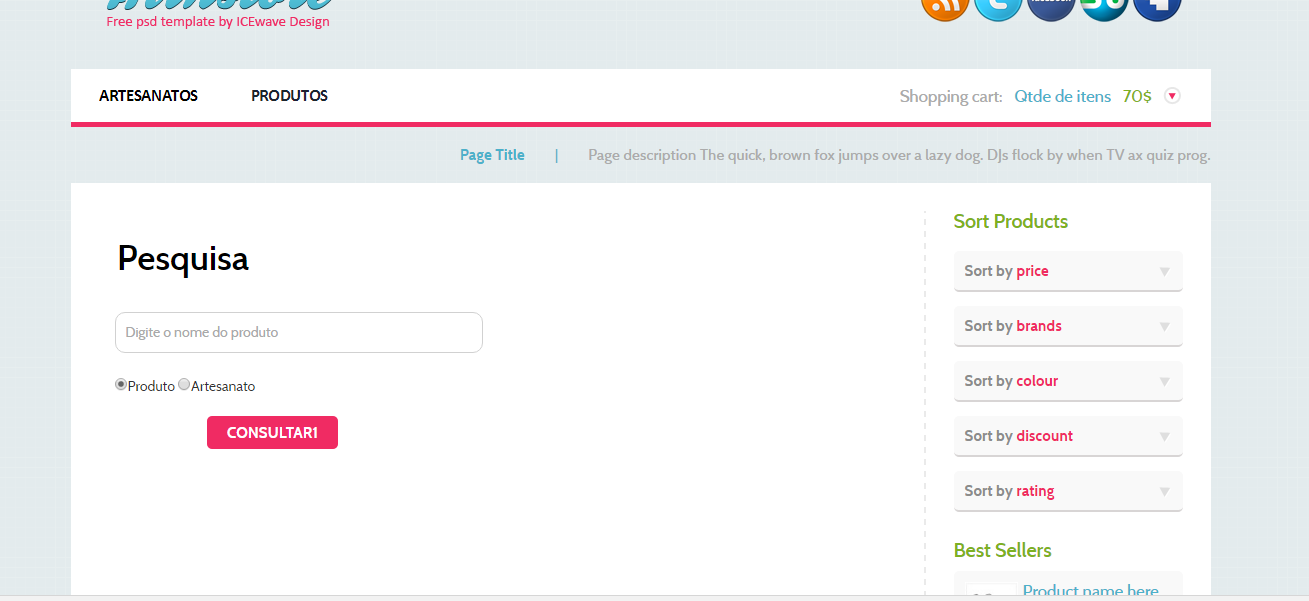 Free psd template by ICEwave Design
ARTESANATOS PRODUTOS Shopping cart: Qtde de itens 70$
Page Title | Page description The quick, brown fox jumps over a lazy dog. DJs flock by when TV ax quiz prog.
Pesquisa
Digite o nome do produto
Produto Artesanato
CONSULTAR1
Sort Products
Sort by price
Sort by brands
Sort by colour
Sort by discount
Sort by rating
Best Sellers
Product name here